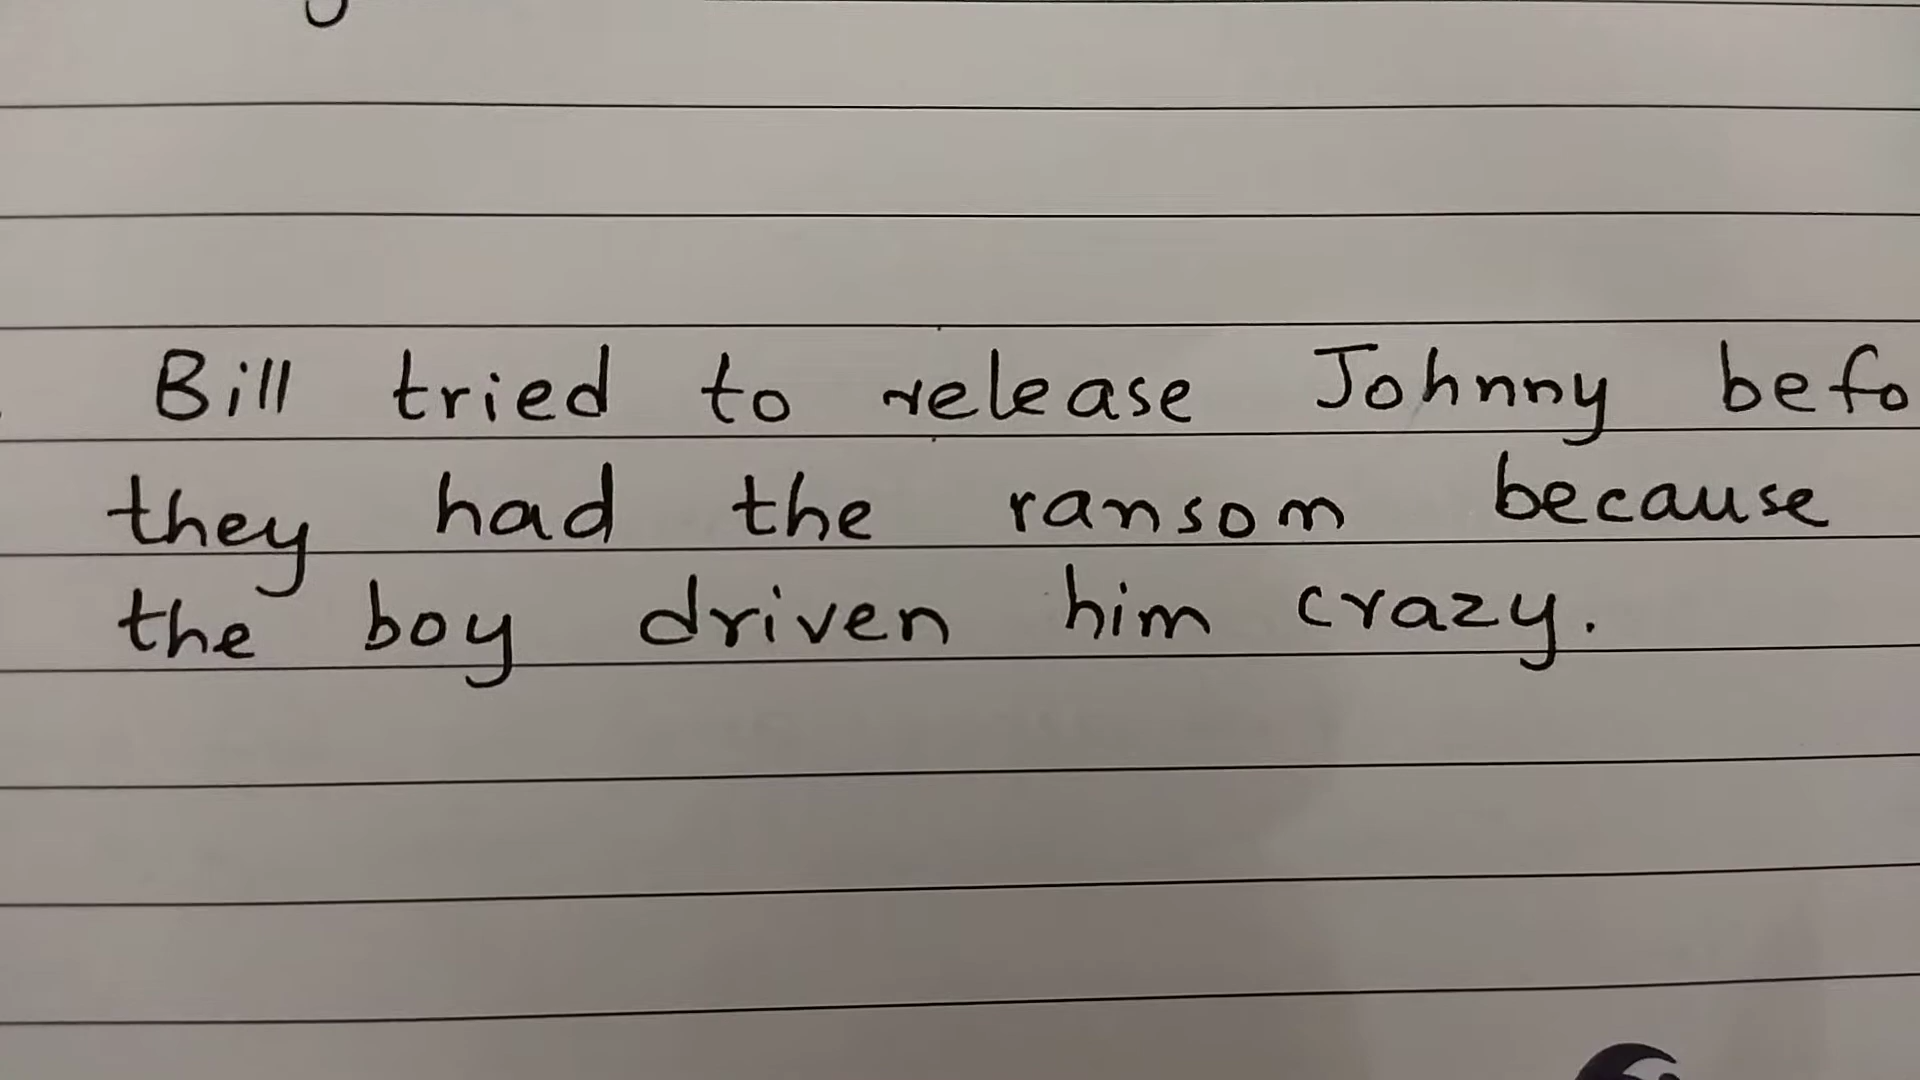 Bill tried to release Johnny befo
they had the ransom because
the boy driven him crazy.